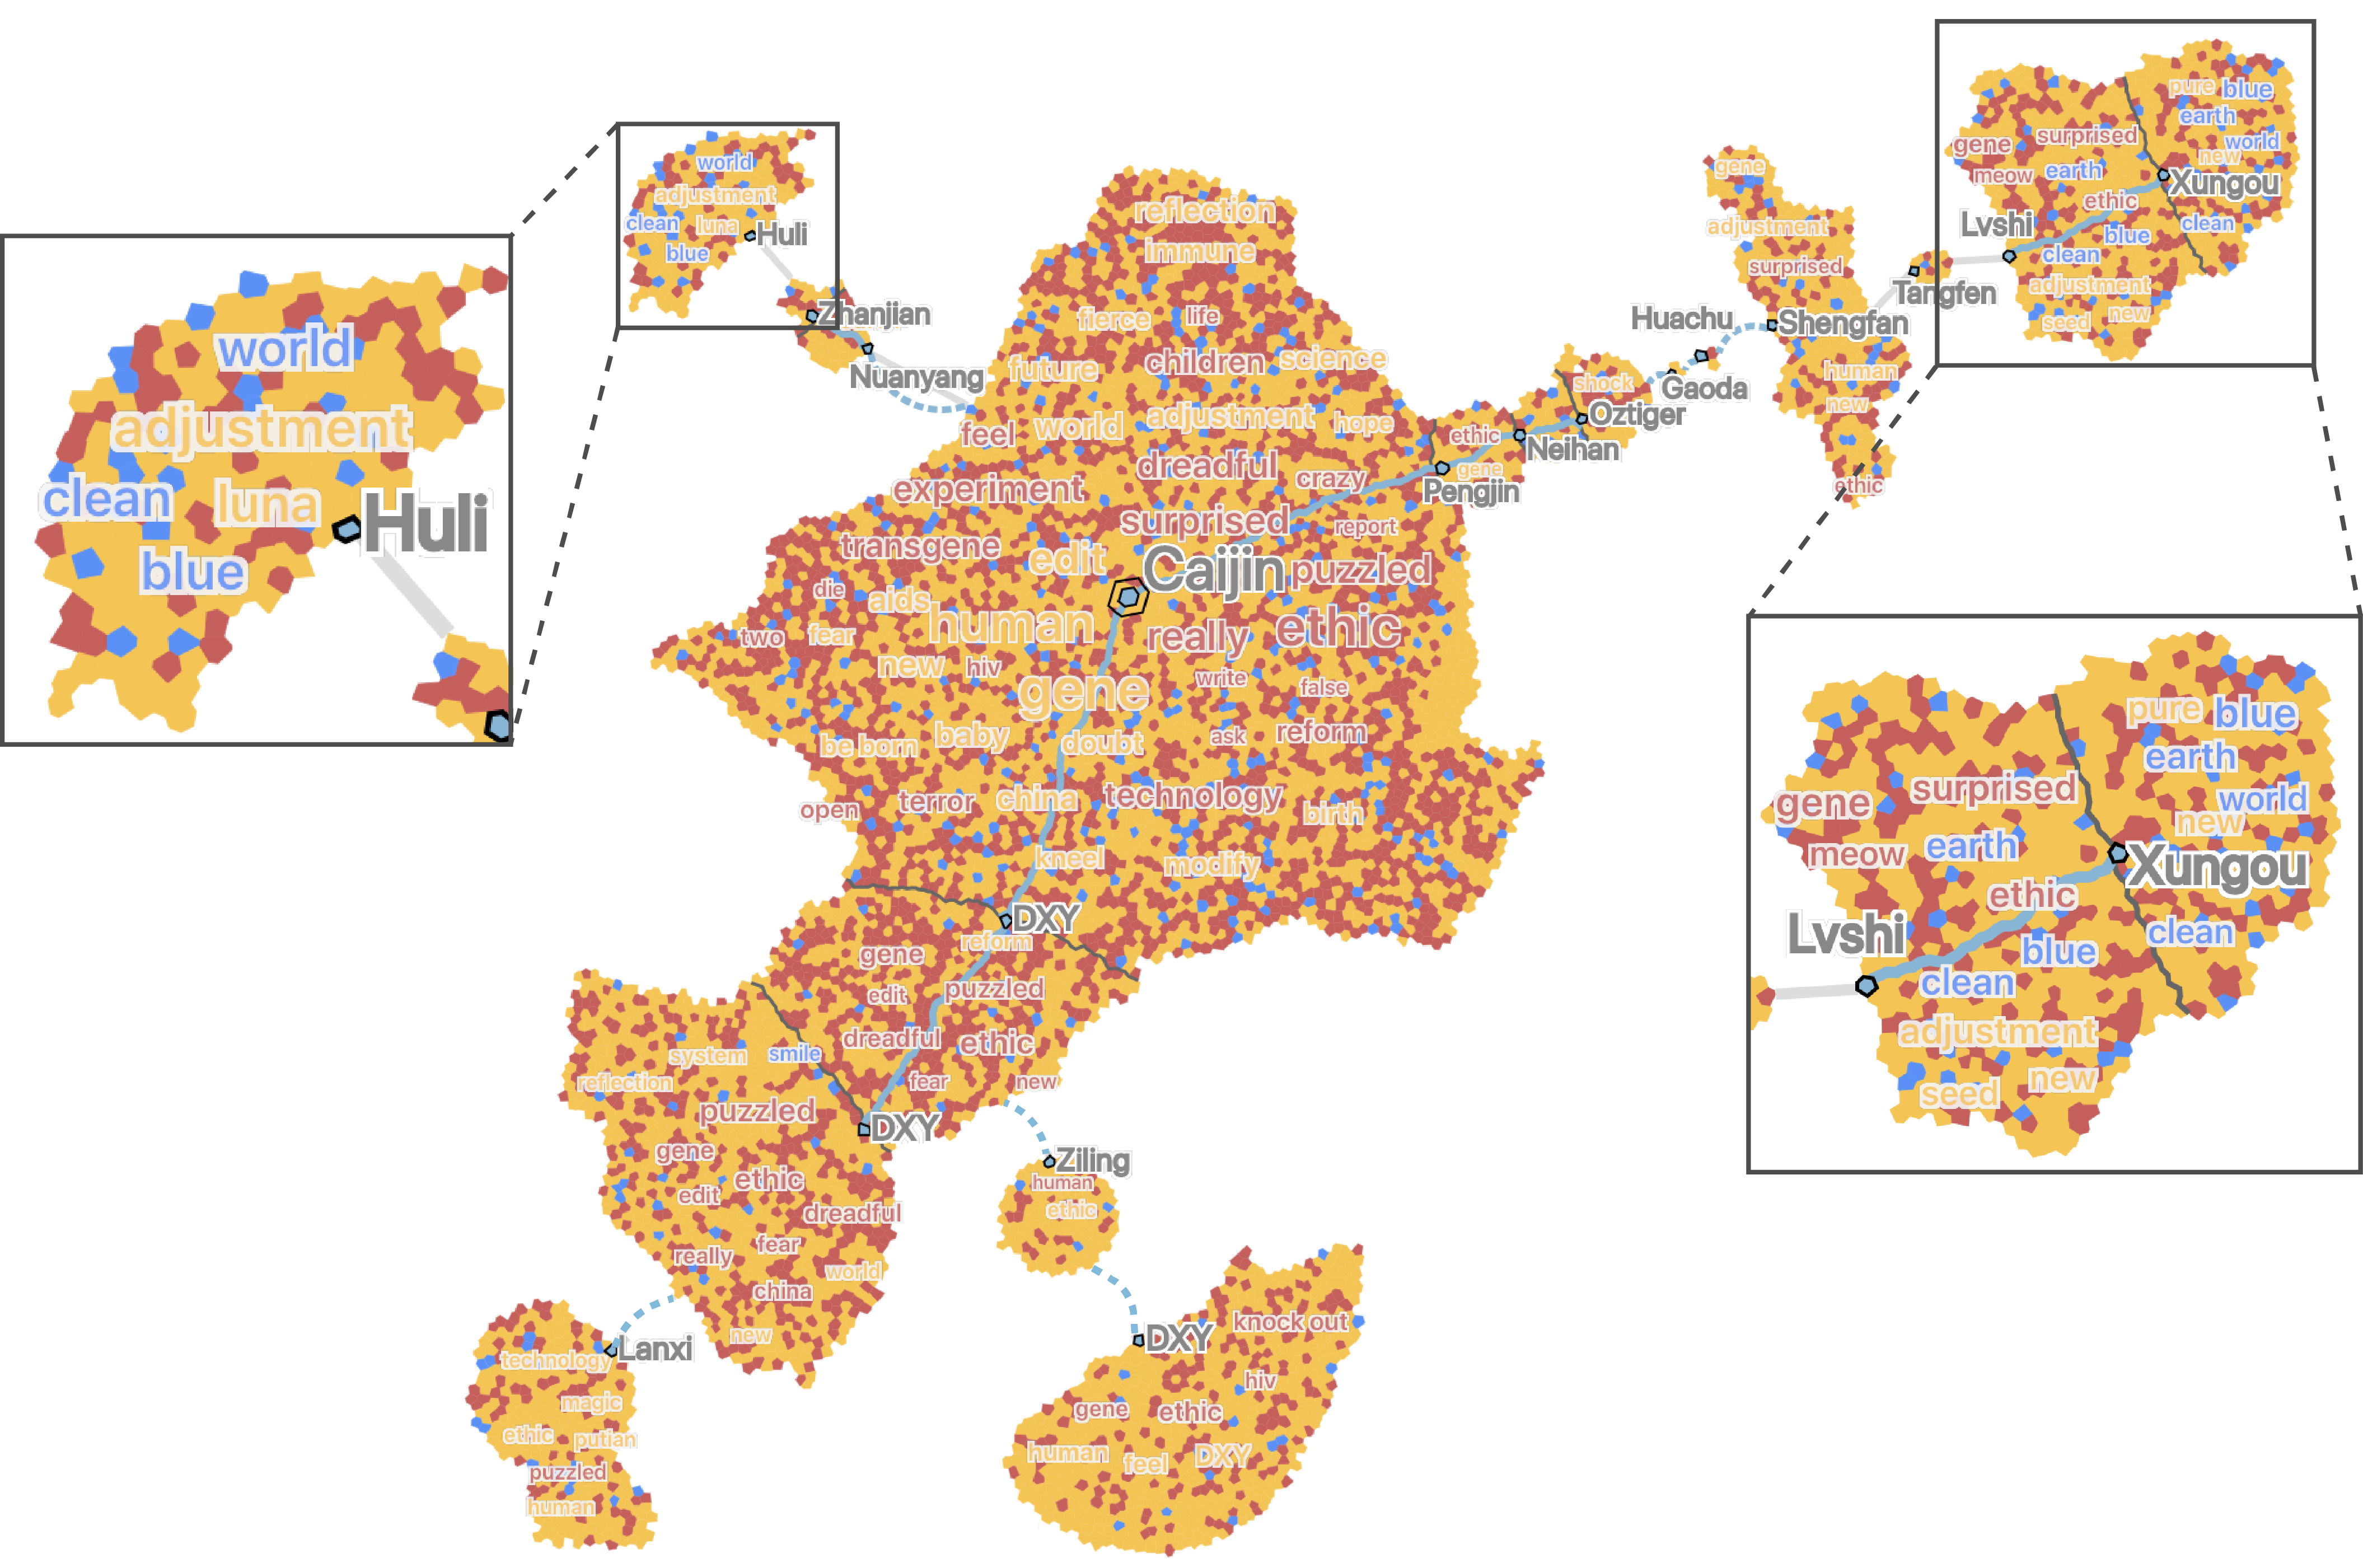 world
adjustment
clean
luna
Huli
blue
world
adjustment
clean
luna
Huli
blue
Zhanjian
Nuanyang
reflection
immune
fierce
life
future
children
science
feel
world
adjustment
hope
dreadful
experiment
crazy
surprised
report
transgene
edit
Caijin
puzzled
die
aids
human
two
fear
really
ethic
new
hiv
write
gene
false
be born
baby
doubt
ask
reform
open
terror
china
technology
birth
kneel
modify
ethic
gene
Pengjin
Neihan
shock
Oztiger
Gaoda
Huachu
gene
adjustment
surprised
Shengfan
human
new
ethic
Tangfen
pure
blue
earth
surprised
gene
world
new
meow
earth
Xungou
ethic
Lvshi
clean
blue
clean
adjustment
seed
new
pure
blue
earth
surprised
gene
world
new
meow
earth
Xungou
ethic
Lvshi
clean
blue
clean
adjustment
new
seed
DXY
reform
gene
edit
puzzled
dreadful
ethic
fear
new
system
smile
reflection
puzzled
DXY
gene
ethic
edit
dreadful
fear
really
world
china
new
Ziling
human
ethic
Lanxi
technology
magic
ethic
putian
puzzled
human
DXY
knock out
hiv
gene
ethic
human
feel
DXY